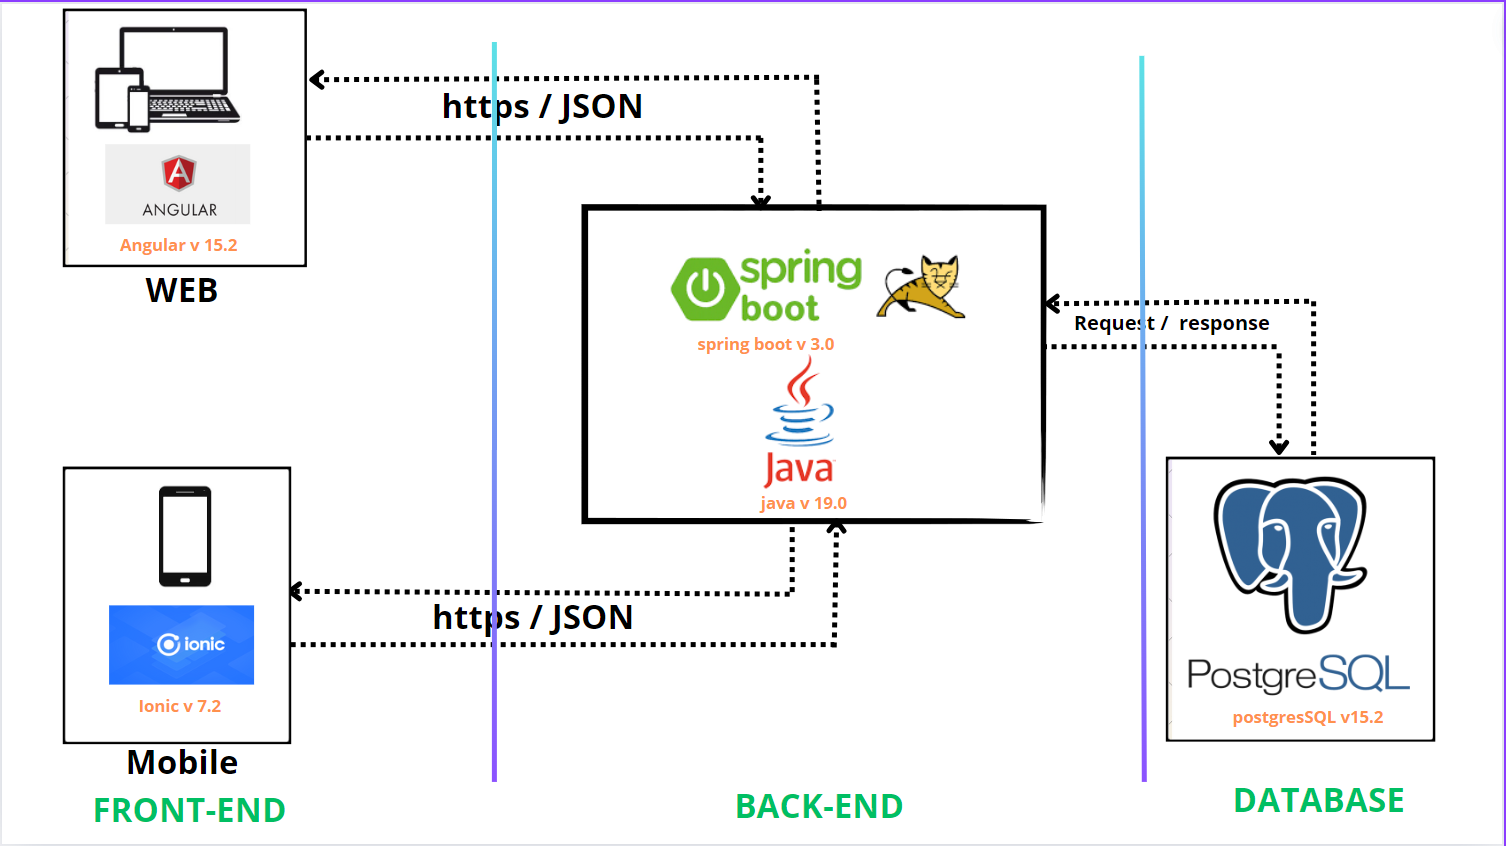 https / JSON
ANGULAR
Angular v 15.2
WEB
spring
boot
spring boot v 3.0
Request / response
Java
java v 19.0
https / JSON
ionic
Ionic v 7.2
PostgreSQL
postgresSQL v15.2
Mobile
FRONT-END
BACK-END
DATABASE